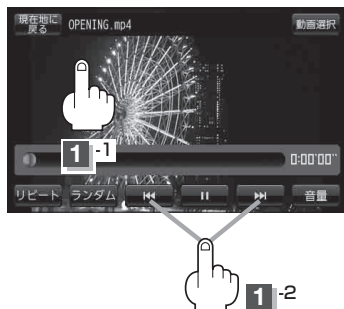 現在地に
戻る
OPENING.mp4
動画選択
1 -1
0:00'00"
リピート
ランダム
音量
1 -2